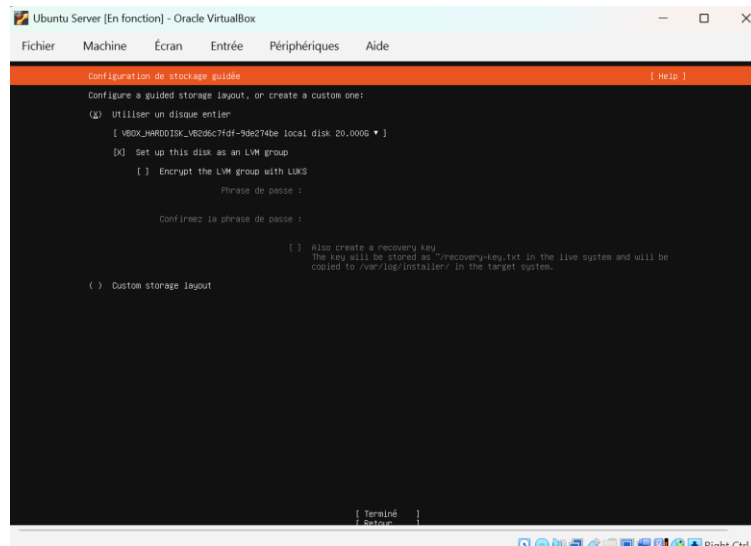 Ubuntu Server [En fonction] - Oracle VirtualBox
Fichier Machine Écran Entrée Périphériques Aide
Configuration de stockage guidée [ Help ]
Configure a guided storage layout, or create a custom one:
(X) Utiliser un disque entier
[ VBOX_HARDDISK_VB2d6c7fdf-9de274be local disk 20.000G ▾ ]
[X] Set up this disk as an LVM group
[ ] Encrypt the LVM group with LUKS
Phrase de passe :
Confirmez la phrase de passe :
[ ] Also create a recovery key
The key will be stored as ~/recovery-key.txt in the live system and will be
copied to /var/log/installer/ in the target system.
( ) Custom storage layout
[ Terminé ]
[ Retour ]
Right Ctrl